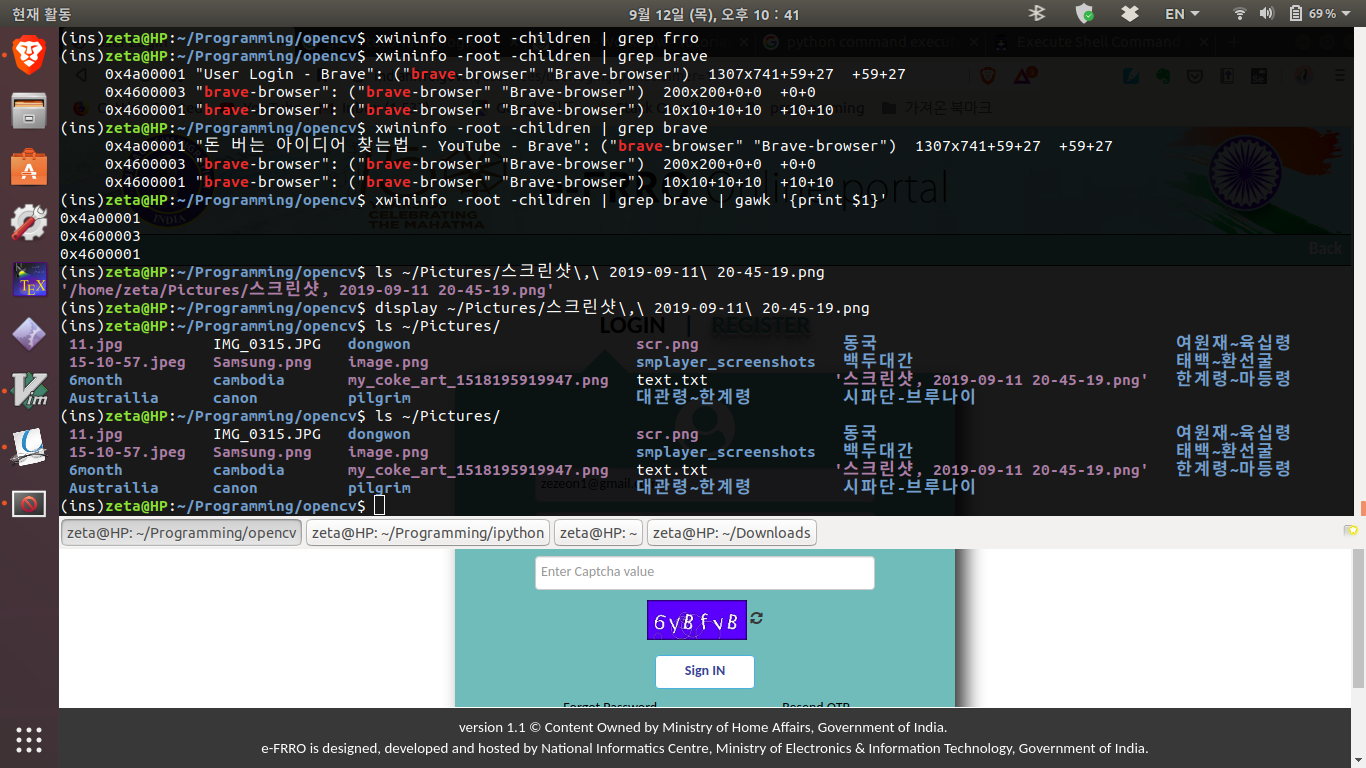 현재 활동 9월 12일 (목), 오후 10 : 41 EN 69%
(ins)zeta@HP:~/Programming/opencv$ xwininfo -root -children | grep frro
(ins)zeta@HP:~/Programming/opencv$ xwininfo -root -children | grep brave
0x4a00001 "User Login - Brave": ("brave-browser" "Brave-browser") 1307x741+59+27 +59+27
0x4600003 "brave-browser": ("brave-browser" "Brave-browser") 200x200+0+0 +0+0
0x4600001 "brave-browser": ("brave-browser" "Brave-browser") 10x10+10+10 +10+10
(ins)zeta@HP:~/Programming/opencv$ xwininfo -root -children | grep brave
0x4a00001 "돈 버는 아이디어 찾는법 - YouTube - Brave": ("brave-browser" "Brave-browser") 1307x741+59+27 +59+27
0x4600003 "brave-browser": ("brave-browser" "Brave-browser") 200x200+0+0 +0+0
0x4600001 "brave-browser": ("brave-browser" "Brave-browser") 10x10+10+10 +10+10
(ins)zeta@HP:~/Programming/opencv$ xwininfo -root -children | grep brave | gawk '{print $1}'
0x4a00001
0x4600003
0x4600001
(ins)zeta@HP:~/Programming/opencv$ ls ~/Pictures/스크린샷\,\ 2019-09-11\ 20-45-19.png
'/home/zeta/Pictures/스크린샷, 2019-09-11 20-45-19.png'
(ins)zeta@HP:~/Programming/opencv$ display ~/Pictures/스크린샷\,\ 2019-09-11\ 20-45-19.png
(ins)zeta@HP:~/Programming/opencv$ ls ~/Pictures/
11.jpg IMG_0315.JPG dongwon scr.png 동국 여원재~육십령
15-10-57.jpeg Samsung.png image.png smplayer_screenshots 백두대간 태백~환선굴
6month cambodia my_coke_art_1518195919947.png text.txt '스크린샷, 2019-09-11 20-45-19.png' 한계령~마등령
Austrailia canon pilgrim 대관령~한계령 시파단-브루나이
(ins)zeta@HP:~/Programming/opencv$ ls ~/Pictures/
11.jpg IMG_0315.JPG dongwon scr.png 동국 여원재~육십령
15-10-57.jpeg Samsung.png image.png smplayer_screenshots 백두대간 태백~환선굴
6month cambodia my_coke_art_1518195919947.png text.txt '스크린샷, 2019-09-11 20-45-19.png' 한계령~마등령
Austrailia canon pilgrim 대관령~한계령 시파단-브루나이
(ins)zeta@HP:~/Programming/opencv$
Execute Shell Command
가져온 북마크
portal
CELEBRATING THE
MAHATMA
Back
LOGIN | REGISTER
zeta@HP: ~/Programming/opencv zeta@HP: ~/Programming/ipython zeta@HP: ~ zeta@HP: ~/Downloads
Enter Captcha value
6yBfvB
Sign IN
Forgot Password Resend OTP
version 1.1 © Content Owned by Ministry of Home Affairs, Government of India.
e-FRRO is designed, developed and hosted by National Informatics Centre, Ministry of Electronics & Information Technology, Government of India.